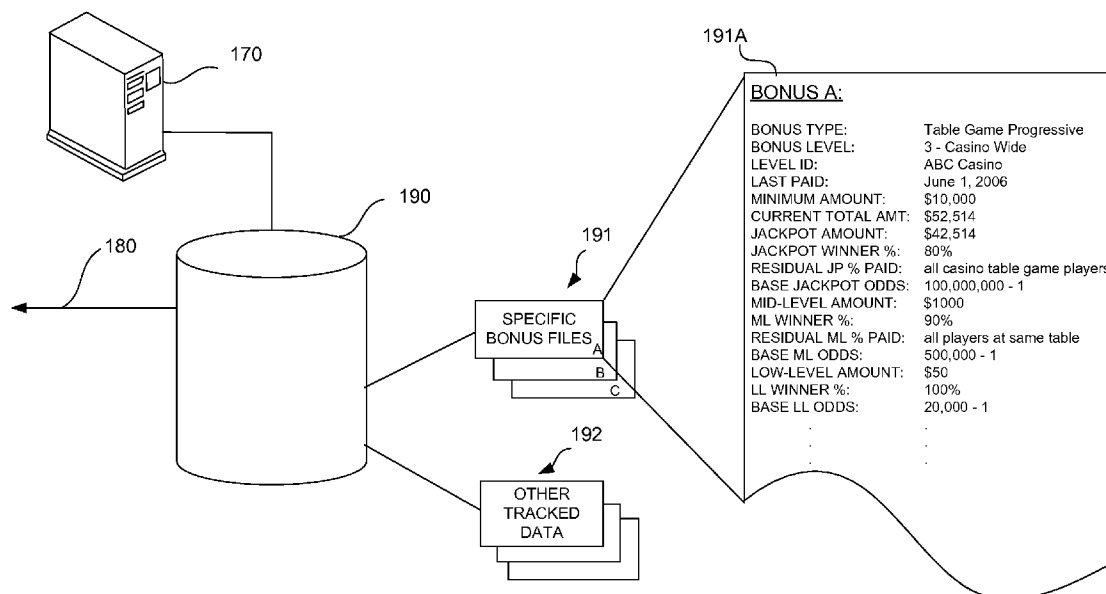 170
190
180
191
SPECIFIC
BONUS FILES
A
B
C
192
OTHER
TRACKED
DATA
191A
BONUS A:
BONUS TYPE: Table Game Progressive
BONUS LEVEL: 3 - Casino Wide
LEVEL ID: ABC Casino
LAST PAID: June 1, 2006
MINIMUM AMOUNT: $10,000
CURRENT TOTAL AMT: $52,514
JACKPOT AMOUNT: $42,514
JACKPOT WINNER %: 80%
RESIDUAL JP % PAID: all casino table game players
BASE JACKPOT ODDS: 100,000,000 - 1
MID-LEVEL AMOUNT: $1000
ML WINNER %: 90%
RESIDUAL ML % PAID: all players at same table
BASE ML ODDS: 500,000 - 1
LOW-LEVEL AMOUNT: $50
LL WINNER %: 100%
BASE LL ODDS: 20,000 - 1
. .
. .
. .